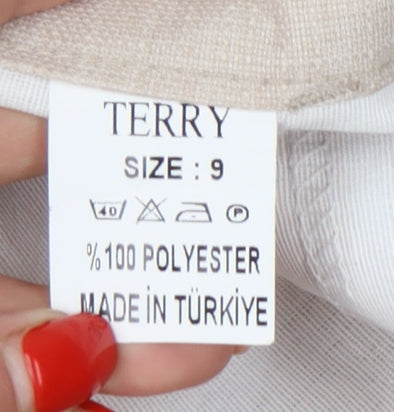 TERRY
SIZE : 9
40 P
%100 POLYESTER
MADE İN TÜRKİYE